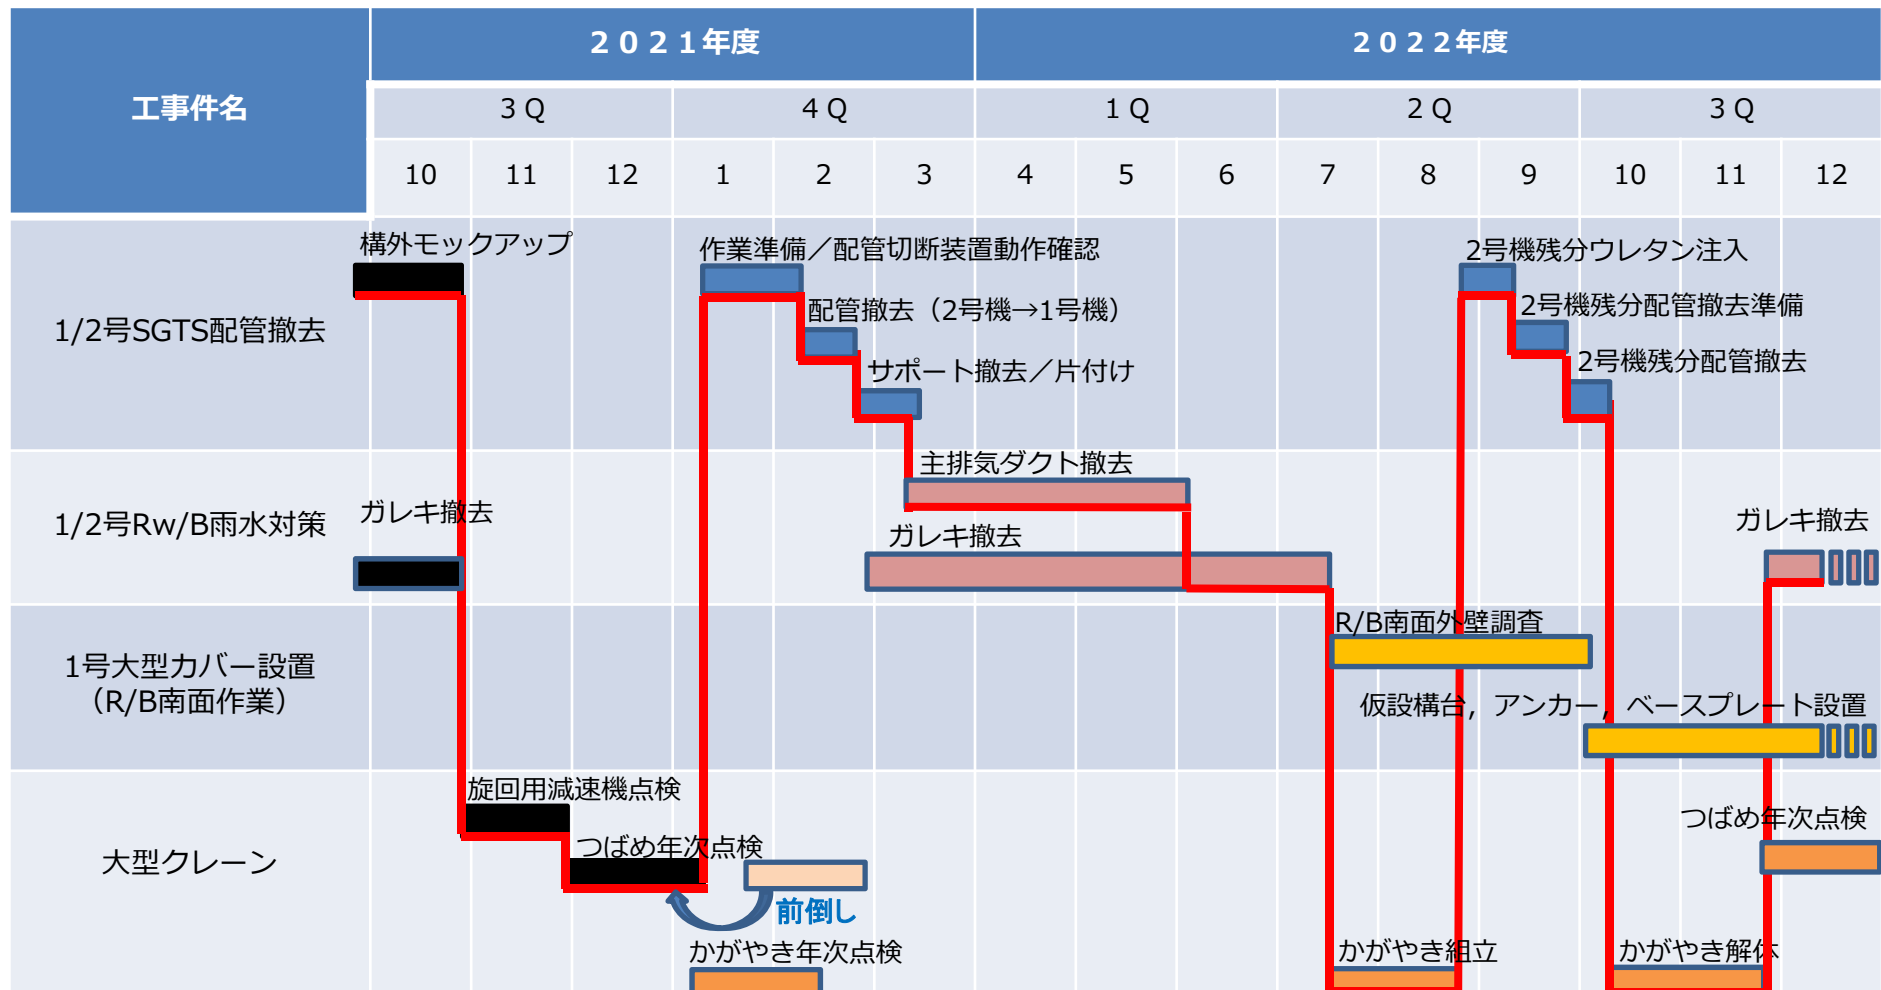 工事件名
２０２１年度
２０２２年度
３Ｑ
４Ｑ
１Ｑ
２Ｑ
３Ｑ
10
11
12
1
2
3
4
5
6
7
8
9
10
11
12
1/2号SGTS配管撤去
構外モックアップ
作業準備／配管切断装置動作確認
配管撤去（2号機→1号機）
サポート撤去／片付け
2号機残分ウレタン注入
2号機残分配管撤去準備
2号機残分配管撤去
1/2号Rw/B雨水対策
ガレキ撤去
主排気ダクト撤去
ガレキ撤去
ガレキ撤去
1号大型カバー設置
（R/B南面作業）
R/B南面外壁調査
仮設構台，アンカー，ベースプレート設置
大型クレーン
旋回用減速機点検
つばめ年次点検
前倒し
かがやき年次点検
かがやき組立
かがやき解体
つばめ年次点検